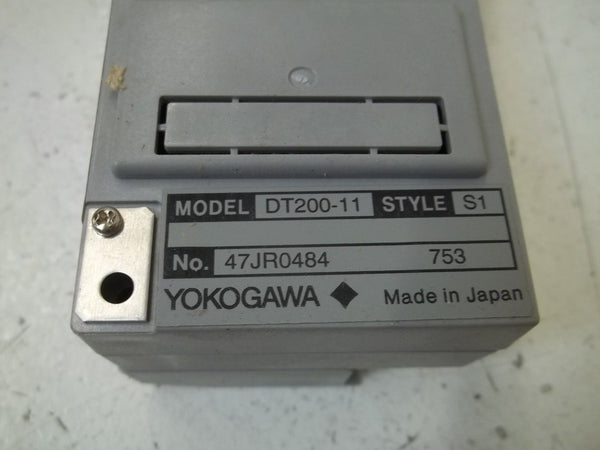 MODEL DT200-11 STYLE S1
No. 47JR0484 753
YOKOGAWA ◆ Made in Japan